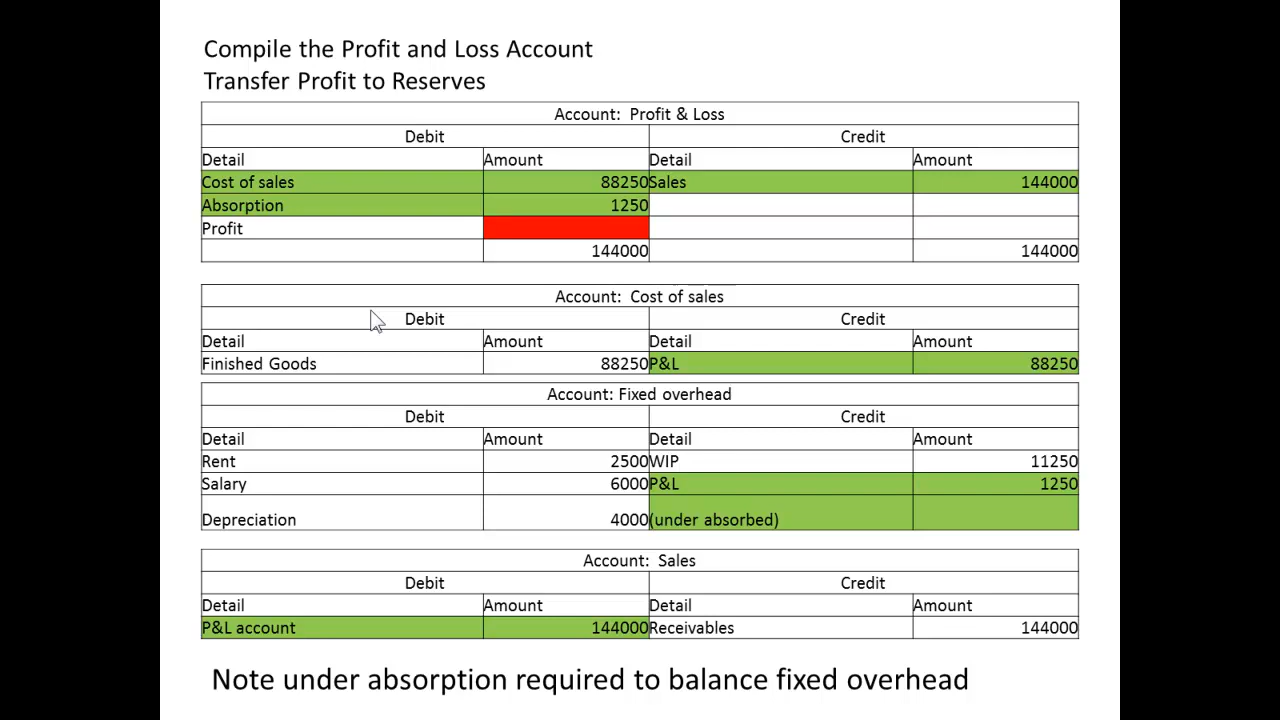 Compile the Profit and Loss Account
Transfer Profit to Reserves
Account: Profit & Loss
Debit Credit
Detail Amount Detail Amount
Cost of sales 88250 Sales 144000
Absorption 1250
Profit
144000 144000
Account: Cost of sales
Debit Credit
Detail Amount Detail Amount
Finished Goods 88250 P&L 88250
Account: Fixed overhead
Debit Credit
Detail Amount Detail Amount
Rent 2500 WIP 11250
Salary 6000 P&L 1250
Depreciation 4000 (under absorbed)
Account: Sales
Debit Credit
Detail Amount Detail Amount
P&L account 144000 Receivables 144000
Note under absorption required to balance fixed overhead